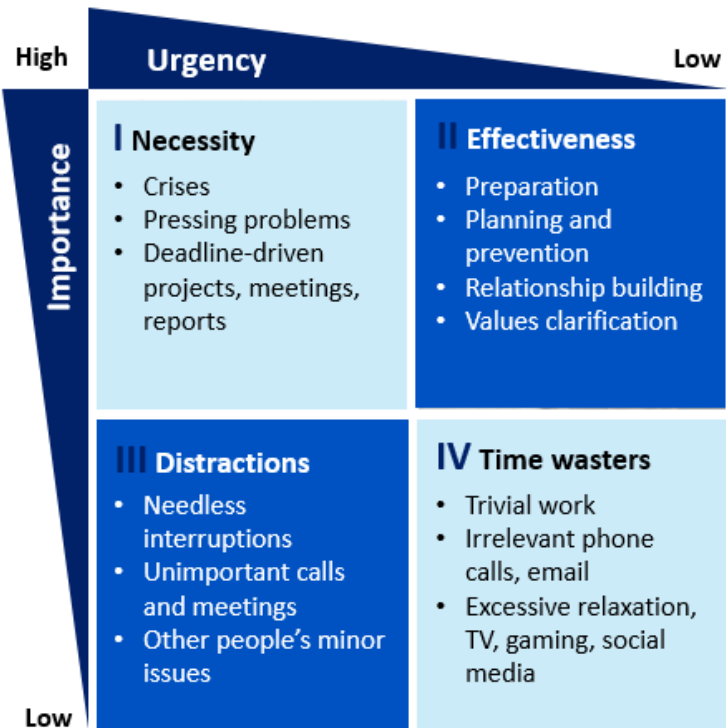 High
Urgency
Low
Importance
I Necessity
• Crises
• Pressing problems
• Deadline-driven
projects, meetings,
reports
II Effectiveness
• Preparation
• Planning and
prevention
• Relationship building
• Values clarification
III Distractions
• Needless
interruptions
• Unimportant calls
and meetings
• Other people's minor
issues
IV Time wasters
• Trivial work
• Irrelevant phone
calls, email
• Excessive relaxation,
TV, gaming, social
media
Low